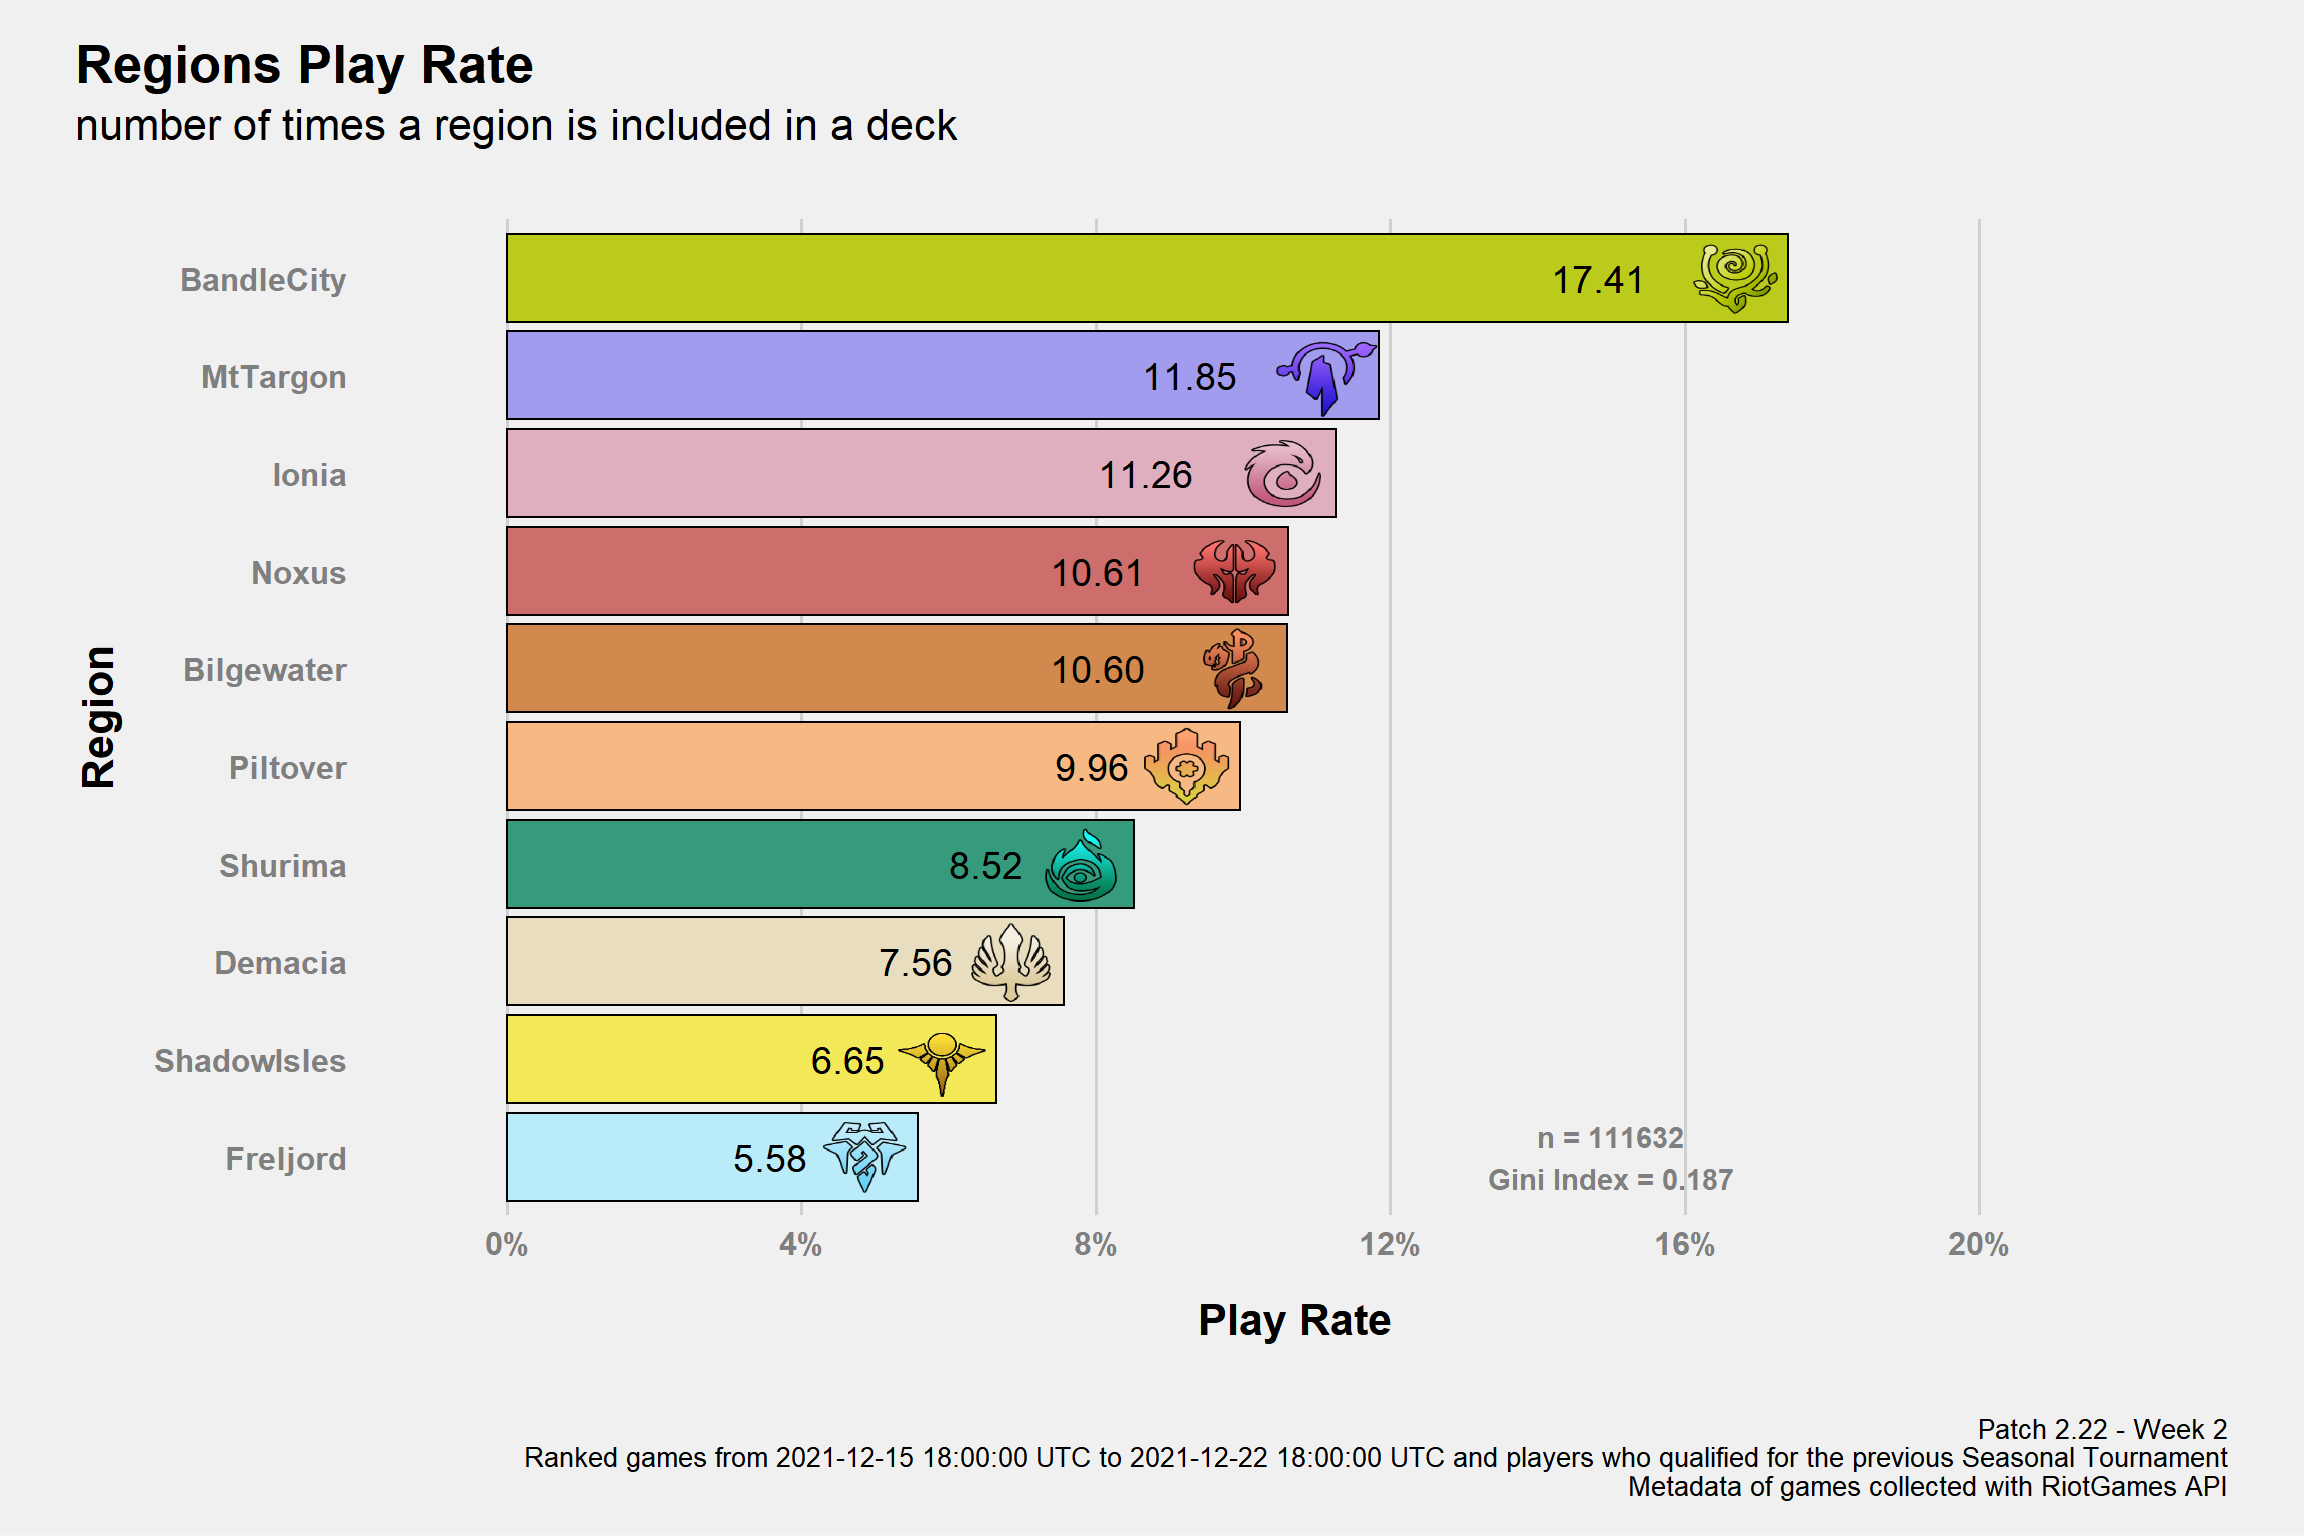 Regions Play Rate
number of times a region is included in a deck
Region
BandleCity
17.41
MtTargon
11.85
Ionia
11.26
Noxus
10.61
Bilgewater
10.60
Piltover
9.96
Shurima
8.52
Demacia
7.56
ShadowIsles
6.65
Freljord
5.58
n = 111632
Gini Index = 0.187
0% 4% 8% 12% 16% 20%
Play Rate
Patch 2.22 - Week 2
Ranked games from 2021-12-15 18:00:00 UTC to 2021-12-22 18:00:00 UTC and players who qualified for the previous Seasonal Tournament
Metadata of games collected with RiotGames API